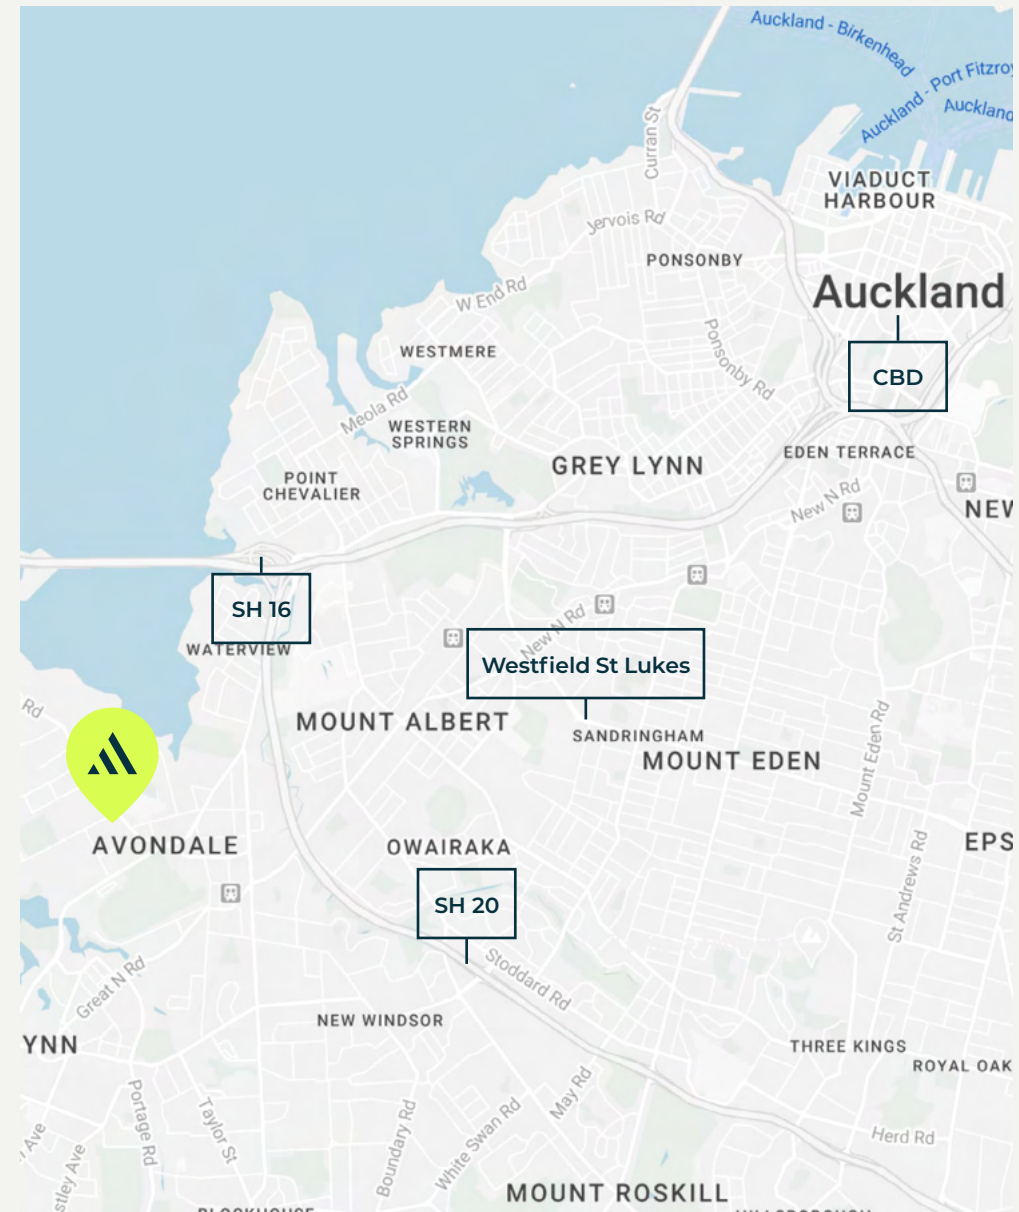 Auckland - Birkenhead
Auckland - Port Fitzroy
Auckland
Curran St
VIADUCT
HARBOUR
Jervois Rd
PONSONBY
Auckland
W End Rd
WESTMERE
Ponsonby Rd
CBD
Meola Rd
WESTERN
SPRINGS
EDEN TERRACE
GREY LYNN
POINT
CHEVALIER
New N Rd
NEW
SH 16
New N Rd
WATERVIEW
Westfield St Lukes
Rd
MOUNT ALBERT
SANDRINGHAM
MOUNT EDEN
Mount Eden Rd
AVONDALE
OWAIRAKA
EPS
St Andrews Rd
SH 20
Stoddard Rd
Great N Rd
NEW WINDSOR
YNN
THREE KINGS
ROYAL OAK
Portage Rd
Taylor St
Boundary Rd
White Swan Rd
May Rd
Herd Rd
Ave
stley Ave
MOUNT ROSKILL